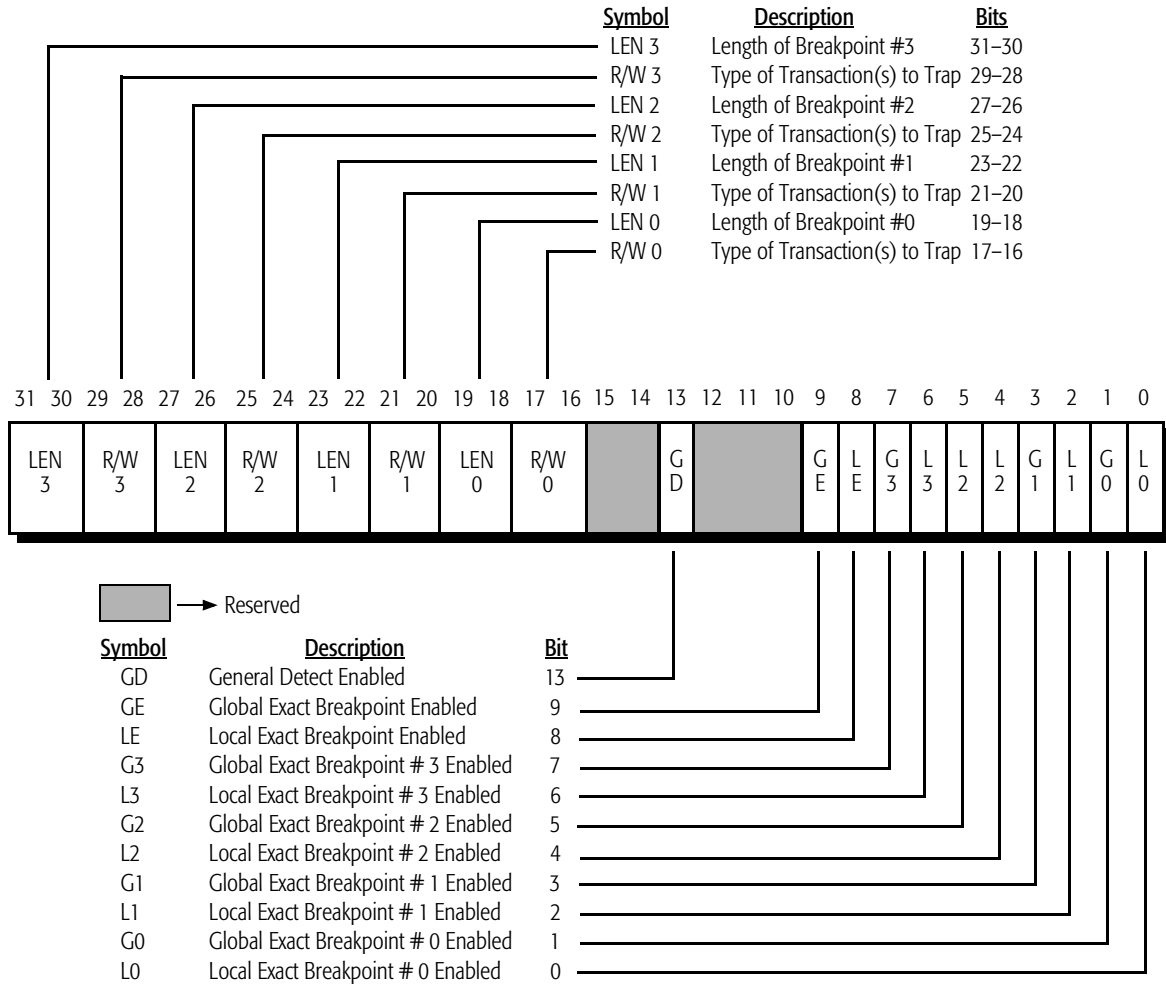 Symbol Description Bits
LEN 3 Length of Breakpoint #3 31–30
R/W 3 Type of Transaction(s) to Trap 29–28
LEN 2 Length of Breakpoint #2 27–26
R/W 2 Type of Transaction(s) to Trap 25–24
LEN 1 Length of Breakpoint #1 23–22
R/W 1 Type of Transaction(s) to Trap 21–20
LEN 0 Length of Breakpoint #0 19–18
R/W 0 Type of Transaction(s) to Trap 17–16
31 30 29 28 27 26 25 24 23 22 21 20 19 18 17 16 15 14 13 12 11 10 9 8 7 6 5 4 3 2 1 0
LEN R/W LEN R/W LEN R/W LEN R/W G G L G L L L G L G L
3 3 2 2 1 1 0 0 D E E 3 3 2 2 1 1 0 0
Reserved
Symbol Description Bit
GD General Detect Enabled 13
GE Global Exact Breakpoint Enabled 9
LE Local Exact Breakpoint Enabled 8
G3 Global Exact Breakpoint # 3 Enabled 7
L3 Local Exact Breakpoint # 3 Enabled 6
G2 Global Exact Breakpoint # 2 Enabled 5
L2 Local Exact Breakpoint # 2 Enabled 4
G1 Global Exact Breakpoint # 1 Enabled 3
L1 Local Exact Breakpoint # 1 Enabled 2
G0 Global Exact Breakpoint # 0 Enabled 1
L0 Local Exact Breakpoint # 0 Enabled 0